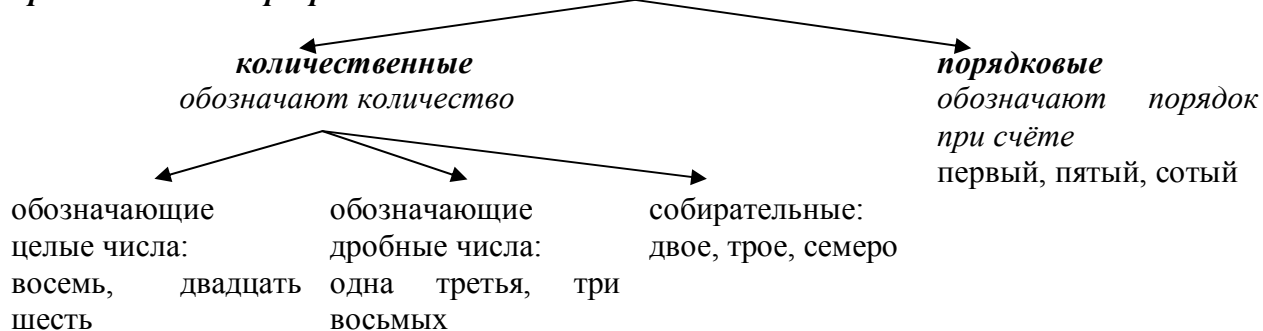 количественные
обозначают количество
порядковые
обозначают порядок
при счёте
первый, пятый, сотый
обозначающие
целые числа:
восемь, двадцать
шесть
обозначающие
дробные числа:
одна третья, три
восьмых
собирательные:
двое, трое, семеро